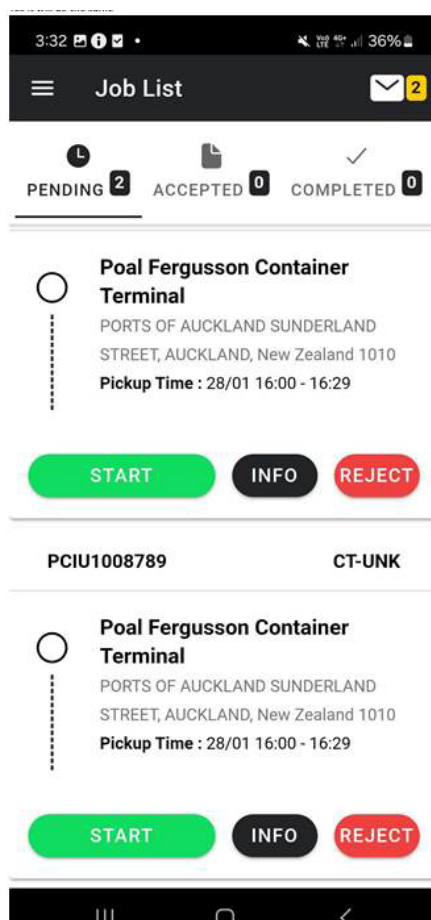 3:32
36%
Job List
2
PENDING 2 ACCEPTED 0 COMPLETED 0
Poal Fergusson Container
Terminal
PORTS OF AUCKLAND SUNDERLAND
STREET, AUCKLAND, New Zealand 1010
Pickup Time : 28/01 16:00 - 16:29
START INFO REJECT
PCIU1008789 CT-UNK
Poal Fergusson Container
Terminal
PORTS OF AUCKLAND SUNDERLAND
STREET, AUCKLAND, New Zealand 1010
Pickup Time : 28/01 16:00 - 16:29
START INFO REJECT